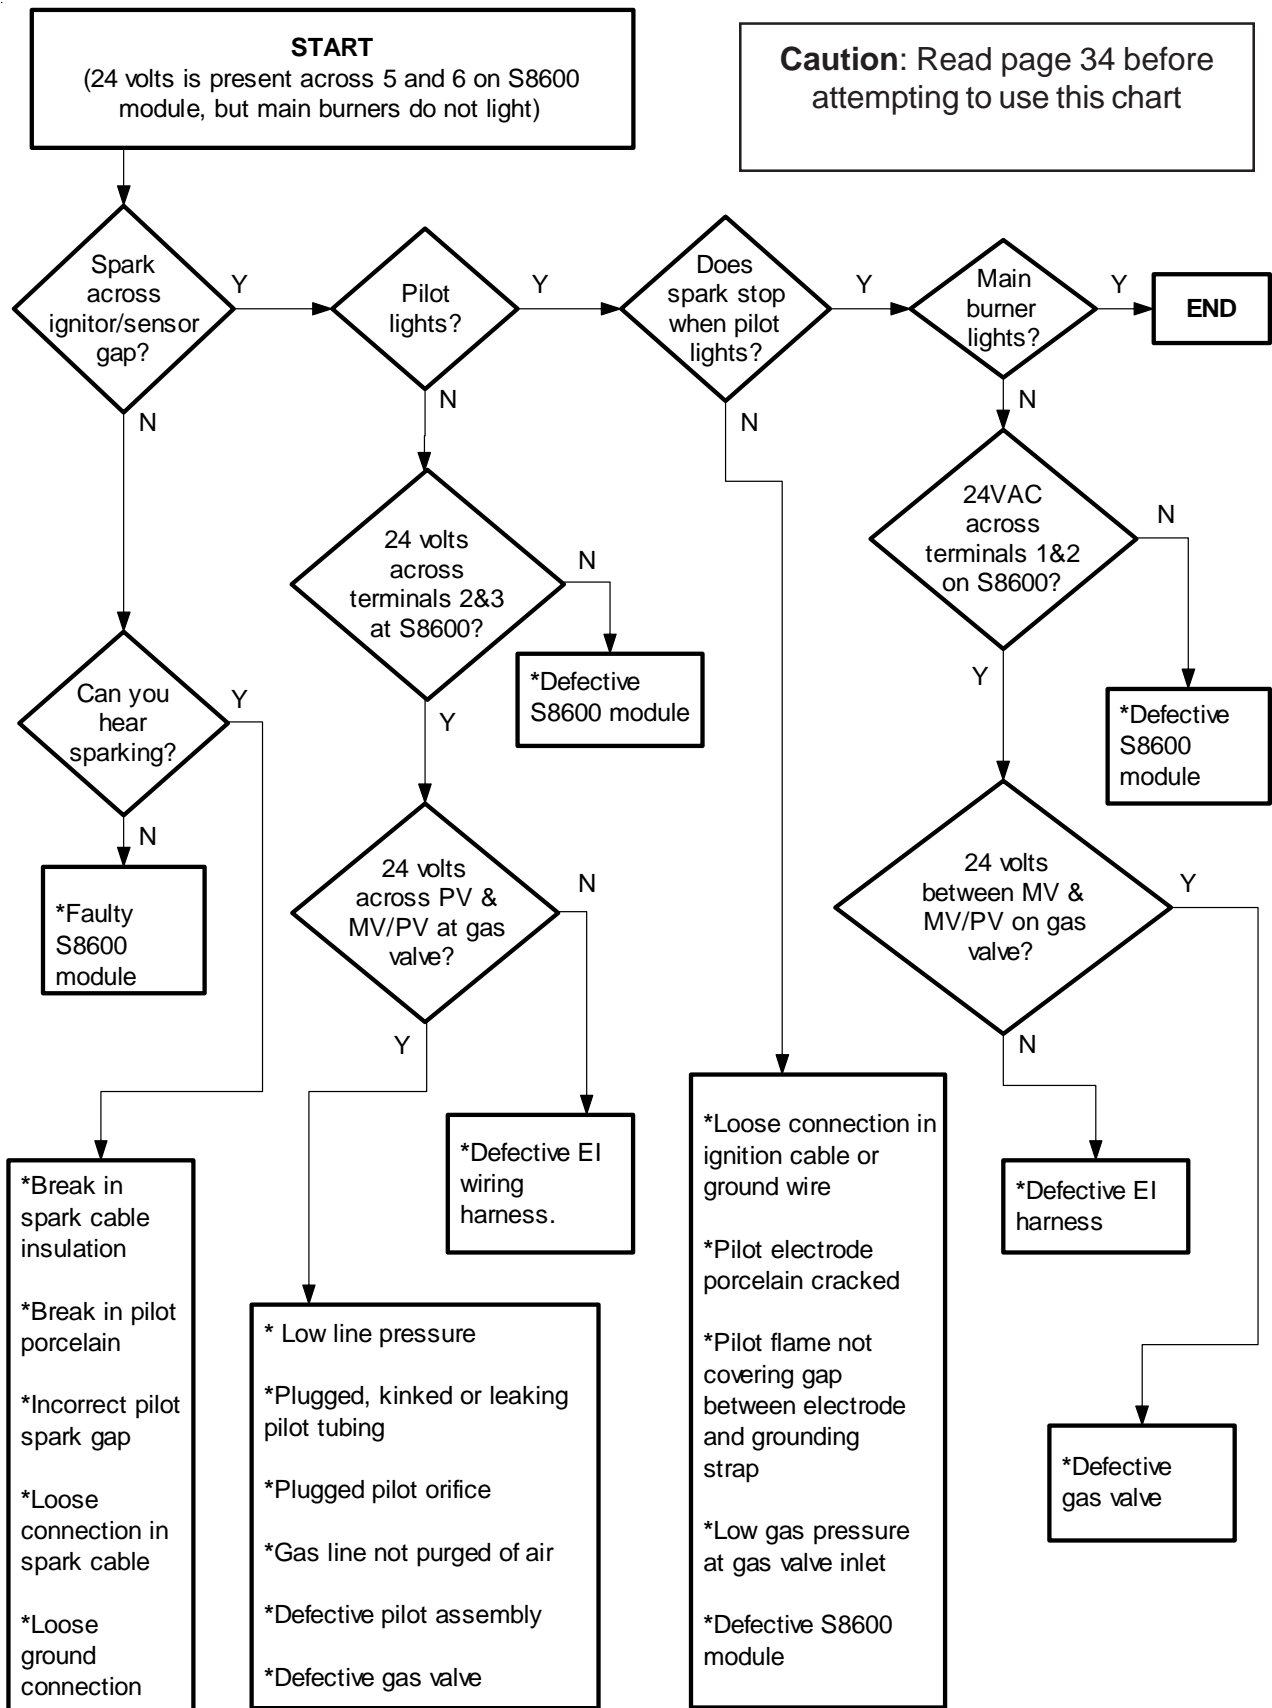 START
(24 volts is present across 5 and 6 on S8600
module, but main burners do not light)
Caution: Read page 34 before
attempting to use this chart
Spark
across
ignitor/sensor
gap?
Y
N
Pilot
lights?
Y
N
Does
spark stop
when pilot
lights?
Y
N
Main
burner
lights?
Y
N
END
24 volts
across
terminals 2&3
at S8600?
N
Y
24VAC
across
terminals 1&2
on S8600?
N
Y
*Defective
S8600 module
Can you
hear
sparking?
Y
N
*Defective
S8600
module
*Faulty
S8600
module
24 volts
across PV &
MV/PV at gas
valve?
N
Y
24 volts
between MV &
MV/PV on gas
valve?
Y
N
*Defective EI
wiring
harness.
*Defective EI
harness
*Break in
spark cable
insulation
*Break in pilot
porcelain
*Incorrect pilot
spark gap
*Loose
connection in
spark cable
*Loose
ground
connection
* Low line pressure
*Plugged, kinked or leaking
pilot tubing
*Plugged pilot orifice
*Gas line not purged of air
*Defective pilot assembly
*Defective gas valve
*Loose connection in
ignition cable or
ground wire
*Pilot electrode
porcelain cracked
*Pilot flame not
covering gap
between electrode
and grounding
strap
*Low gas pressure
at gas valve inlet
*Defective S8600
module
*Defective
gas valve